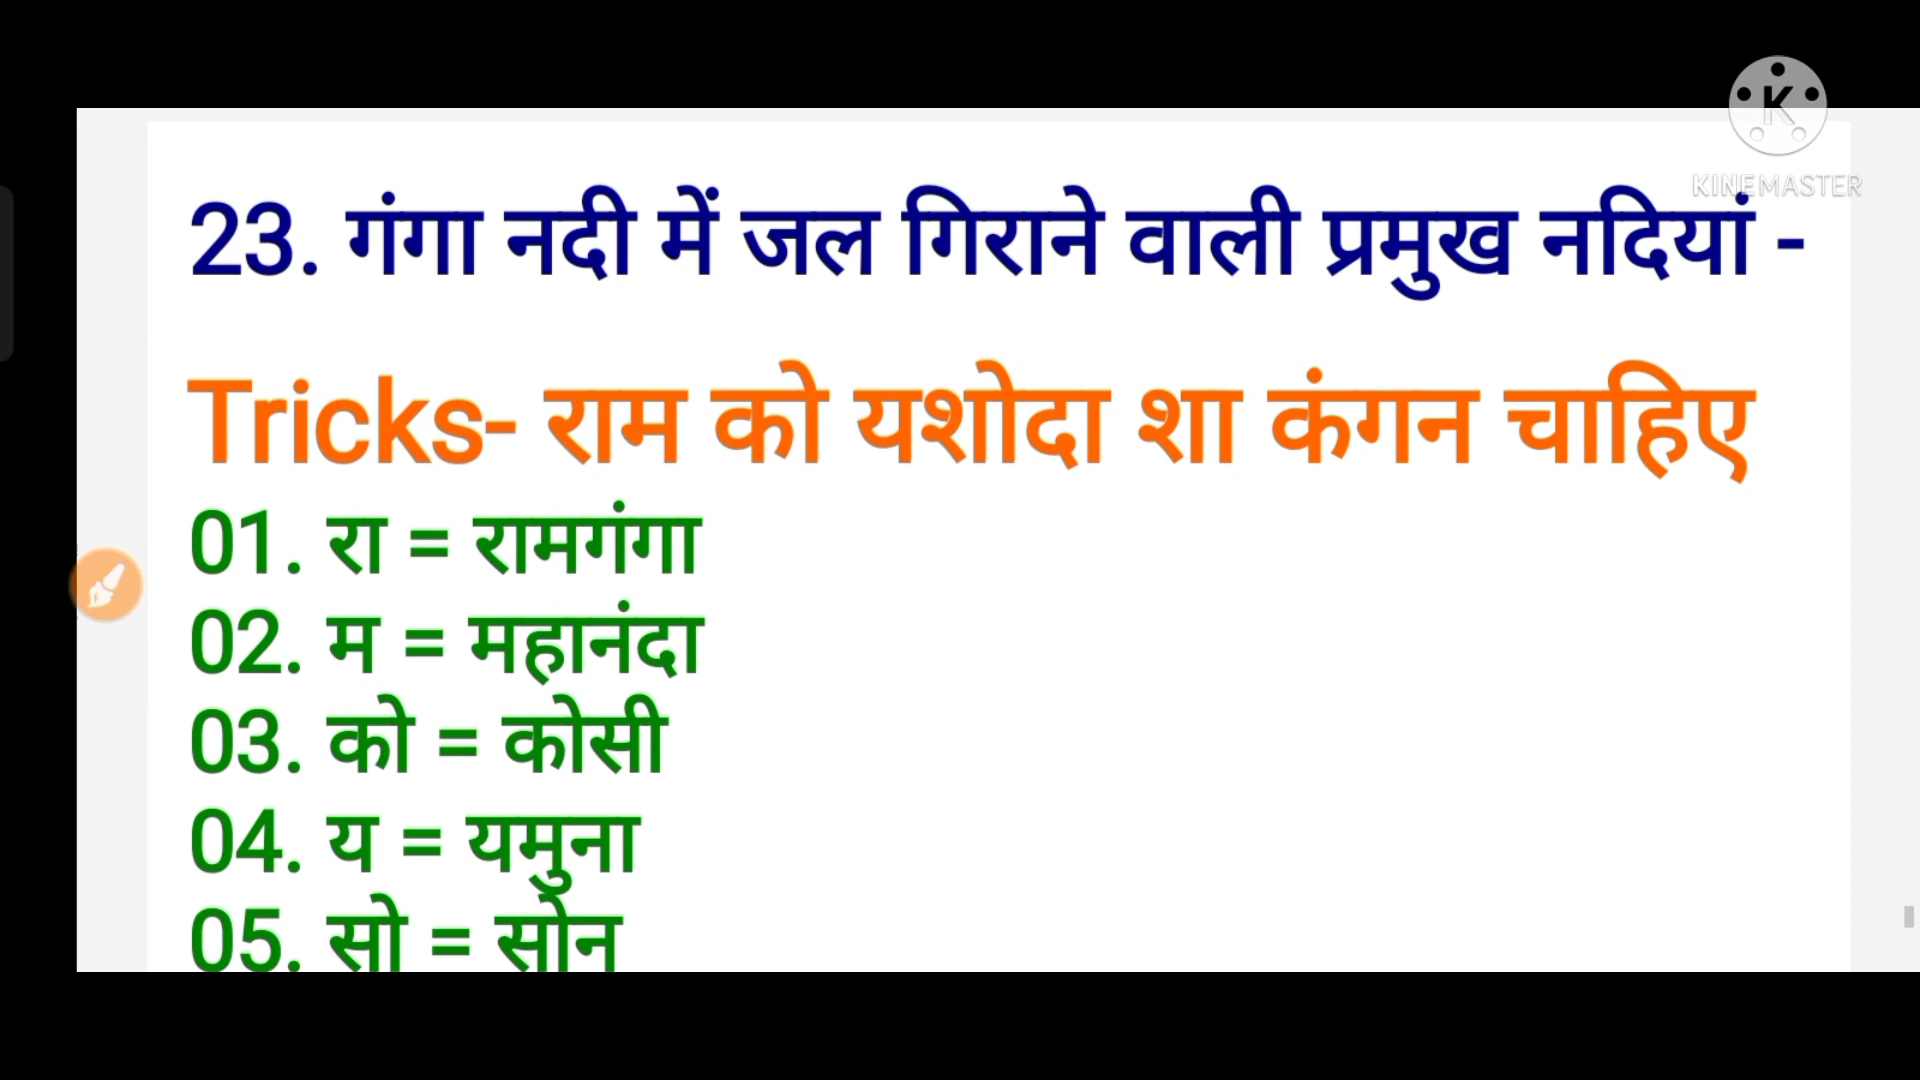 K
KINEMASTER
23. गंगा नदी में जल गिराने वाली प्रमुख नदियां -
Tricks- राम को यशोदा शा कंगन चाहिए
01. रा = रामगंगा
02. म = महानंदा
03. को = कोसी
04. य = यमुना
05. सो = सोन